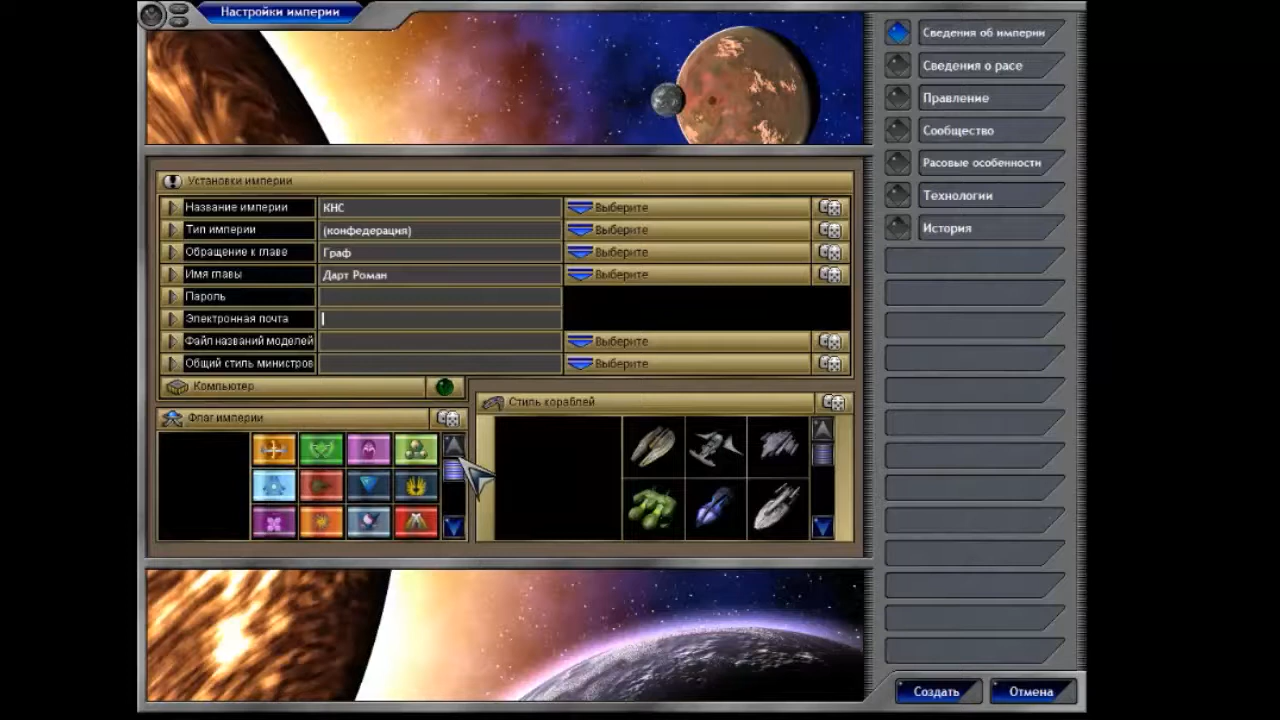 Настройки империи
Сведения об империи
Сведения о расе
Правление
Сообщество
Расовые особенности
Технологии
История
Установки империи
Название империи КНС Выберите
Тип империи (конфедерация) Выберите
Обращение к главе Граф Выберите
Имя главы Дарт Роман Выберите
Пароль
Электронная почта
Файл названий моделей Выберите
Общий стиль министе Выберите
Компьютер
Стиль кораблей
Флаг империи
Создать
Отмена